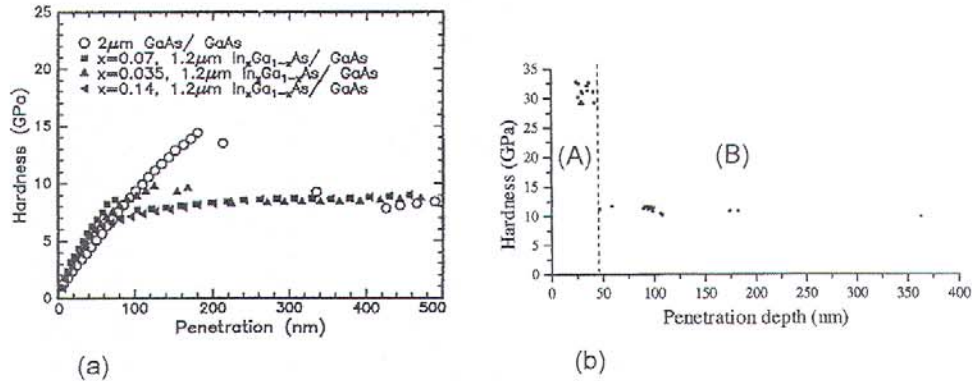 25
20
15
10
5
0
Hardness (GPa)
○ 2μm GaAs/ GaAs
■ x=0.07, 1.2μm InₓGa₁₋ₓAs/ GaAs
▲ x=0.035, 1.2μm InₓGa₁₋ₓAs/ GaAs
◀ x=0.14, 1.2μm InₓGa₁₋ₓAs/ GaAs
0 100 200 300 400 500
Penetration (nm)
(a)
35
30
25
20
15
10
5
0
Hardness (GPa)
(A) (B)
0 50 100 150 200 250 300 350 400
Penetration depth (nm)
(b)